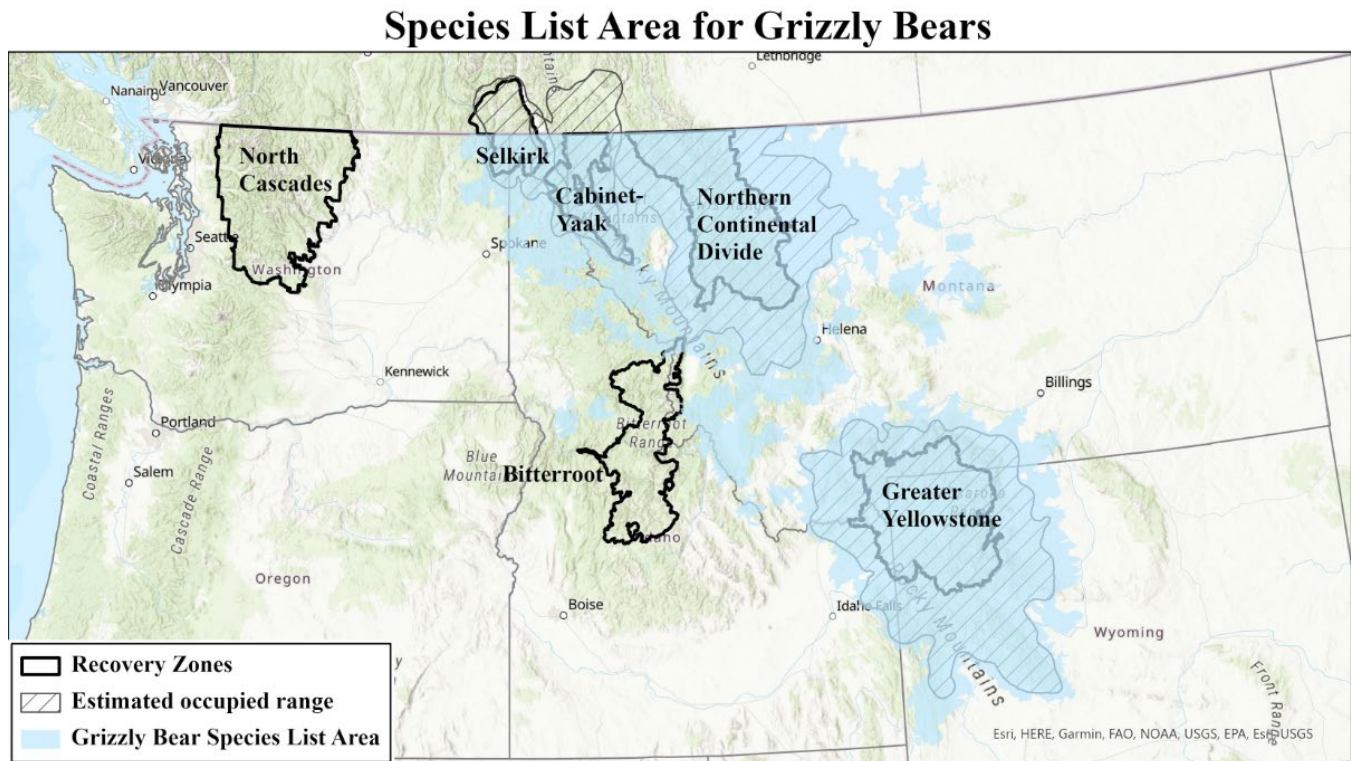 Species List Area for Grizzly Bears
Lethbridge
Nanaimo
Vancouver
Victoria
North
Cascades
Selkirk
Cabinet-
Yaak
Northern
Continental
Divide
Seattle
Spokane
Washington
Olympia
Montana
Helena
Rocky Mountains
Kennewick
Billings
Portland
Coastal Ranges
Cascade Range
Salem
Blue
Mountains
Bitterroot
Range
Bitterroot
Greater
Yellowstone
Idaho
Oregon
Boise
Idaho Falls
Rocky Mountains
Wyoming
Front Range
Recovery Zones
Estimated occupied range
Grizzly Bear Species List Area
Esri, HERE, Garmin, FAO, NOAA, USGS, EPA, Esri, USGS